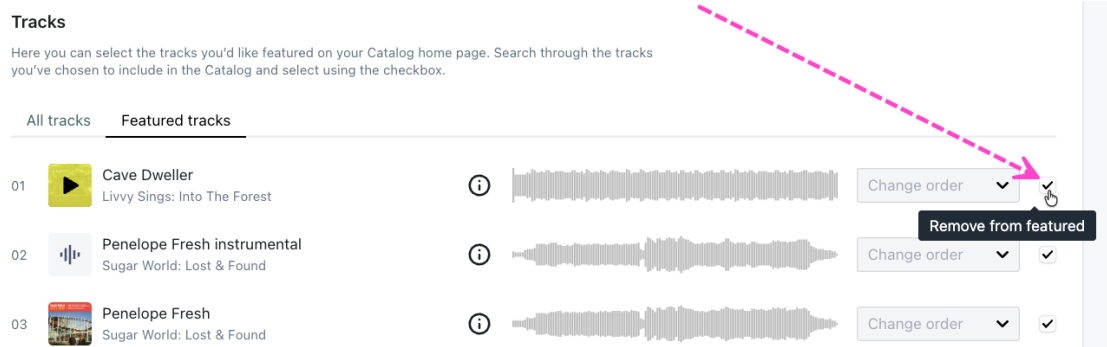 Tracks
Here you can select the tracks you'd like featured on your Catalog home page. Search through the tracks
you've chosen to include in the Catalog and select using the checkbox.
All tracks Featured tracks
01 Cave Dweller Change order
Livvy Sings: Into The Forest
Remove from featured
02 Penelope Fresh instrumental Change order
Sugar World: Lost & Found
03 Penelope Fresh Change order
Sugar World: Lost & Found